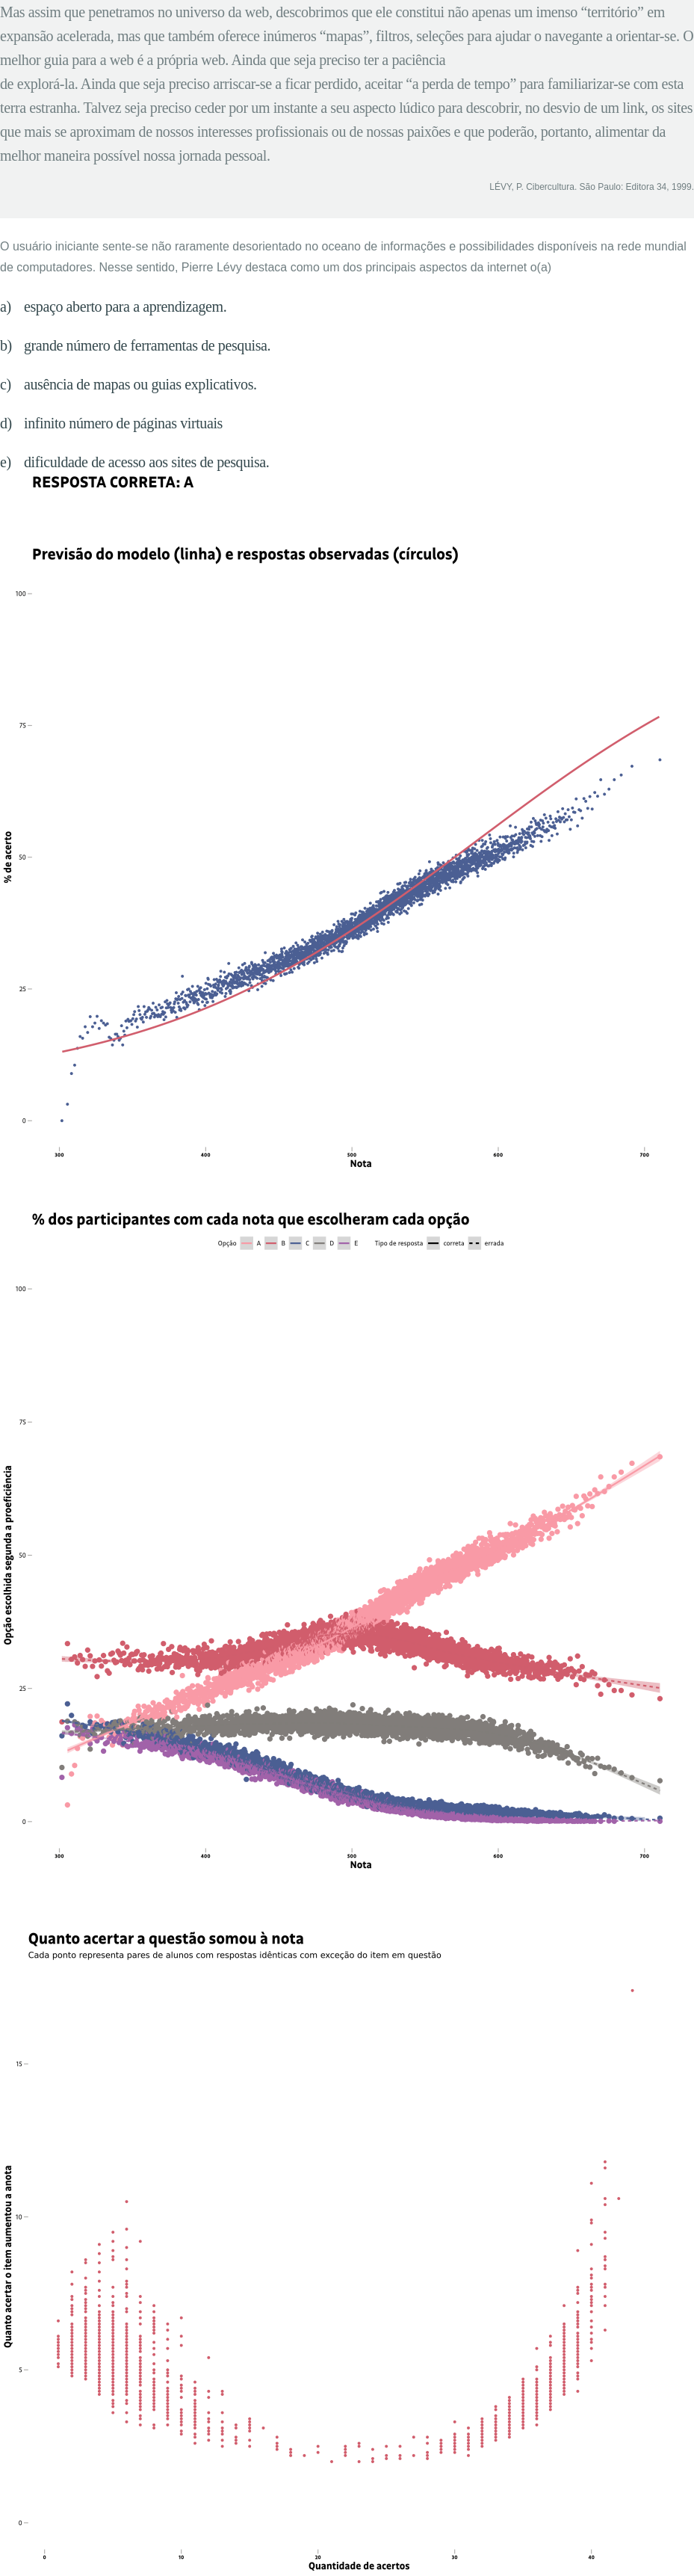 Mas assim que penetramos no universo da web, descobrimos que ele constitui não apenas um imenso “território” em
expansão acelerada, mas que também oferece inúmeros “mapas”, filtros, seleções para ajudar o navegante a orientar-se. O
melhor guia para a web é a própria web. Ainda que seja preciso ter a paciência
de explorá-la. Ainda que seja preciso arriscar-se a ficar perdido, aceitar “a perda de tempo” para familiarizar-se com esta
terra estranha. Talvez seja preciso ceder por um instante a seu aspecto lúdico para descobrir, no desvio de um link, os sites
que mais se aproximam de nossos interesses profissionais ou de nossas paixões e que poderão, portanto, alimentar da
melhor maneira possível nossa jornada pessoal.
LÉVY, P. Cibercultura. São Paulo: Editora 34, 1999.
O usuário iniciante sente-se não raramente desorientado no oceano de informações e possibilidades disponíveis na rede mundial
de computadores. Nesse sentido, Pierre Lévy destaca como um dos principais aspectos da internet o(a)
a) espaço aberto para a aprendizagem.
b) grande número de ferramentas de pesquisa.
c) ausência de mapas ou guias explicativos.
d) infinito número de páginas virtuais
e) dificuldade de acesso aos sites de pesquisa.
RESPOSTA CORRETA: A
Previsão do modelo (linha) e respostas observadas (círculos)
100
75
50
25
0
% de acerto
300 400 500 600 700
Nota
% dos participantes com cada nota que escolheram cada opção
Opção A B C D E Tipo de resposta correta errada
100
75
50
25
0
Opção escolhida segunda a proeficiência
300 400 500 600 700
Nota
Quanto acertar a questão somou à nota
Cada ponto representa pares de alunos com respostas idênticas com exceção do item em questão
15
10
5
0
Quanto acertar o item aumentou a anota
0 10 20 30 40
Quantidade de acertos